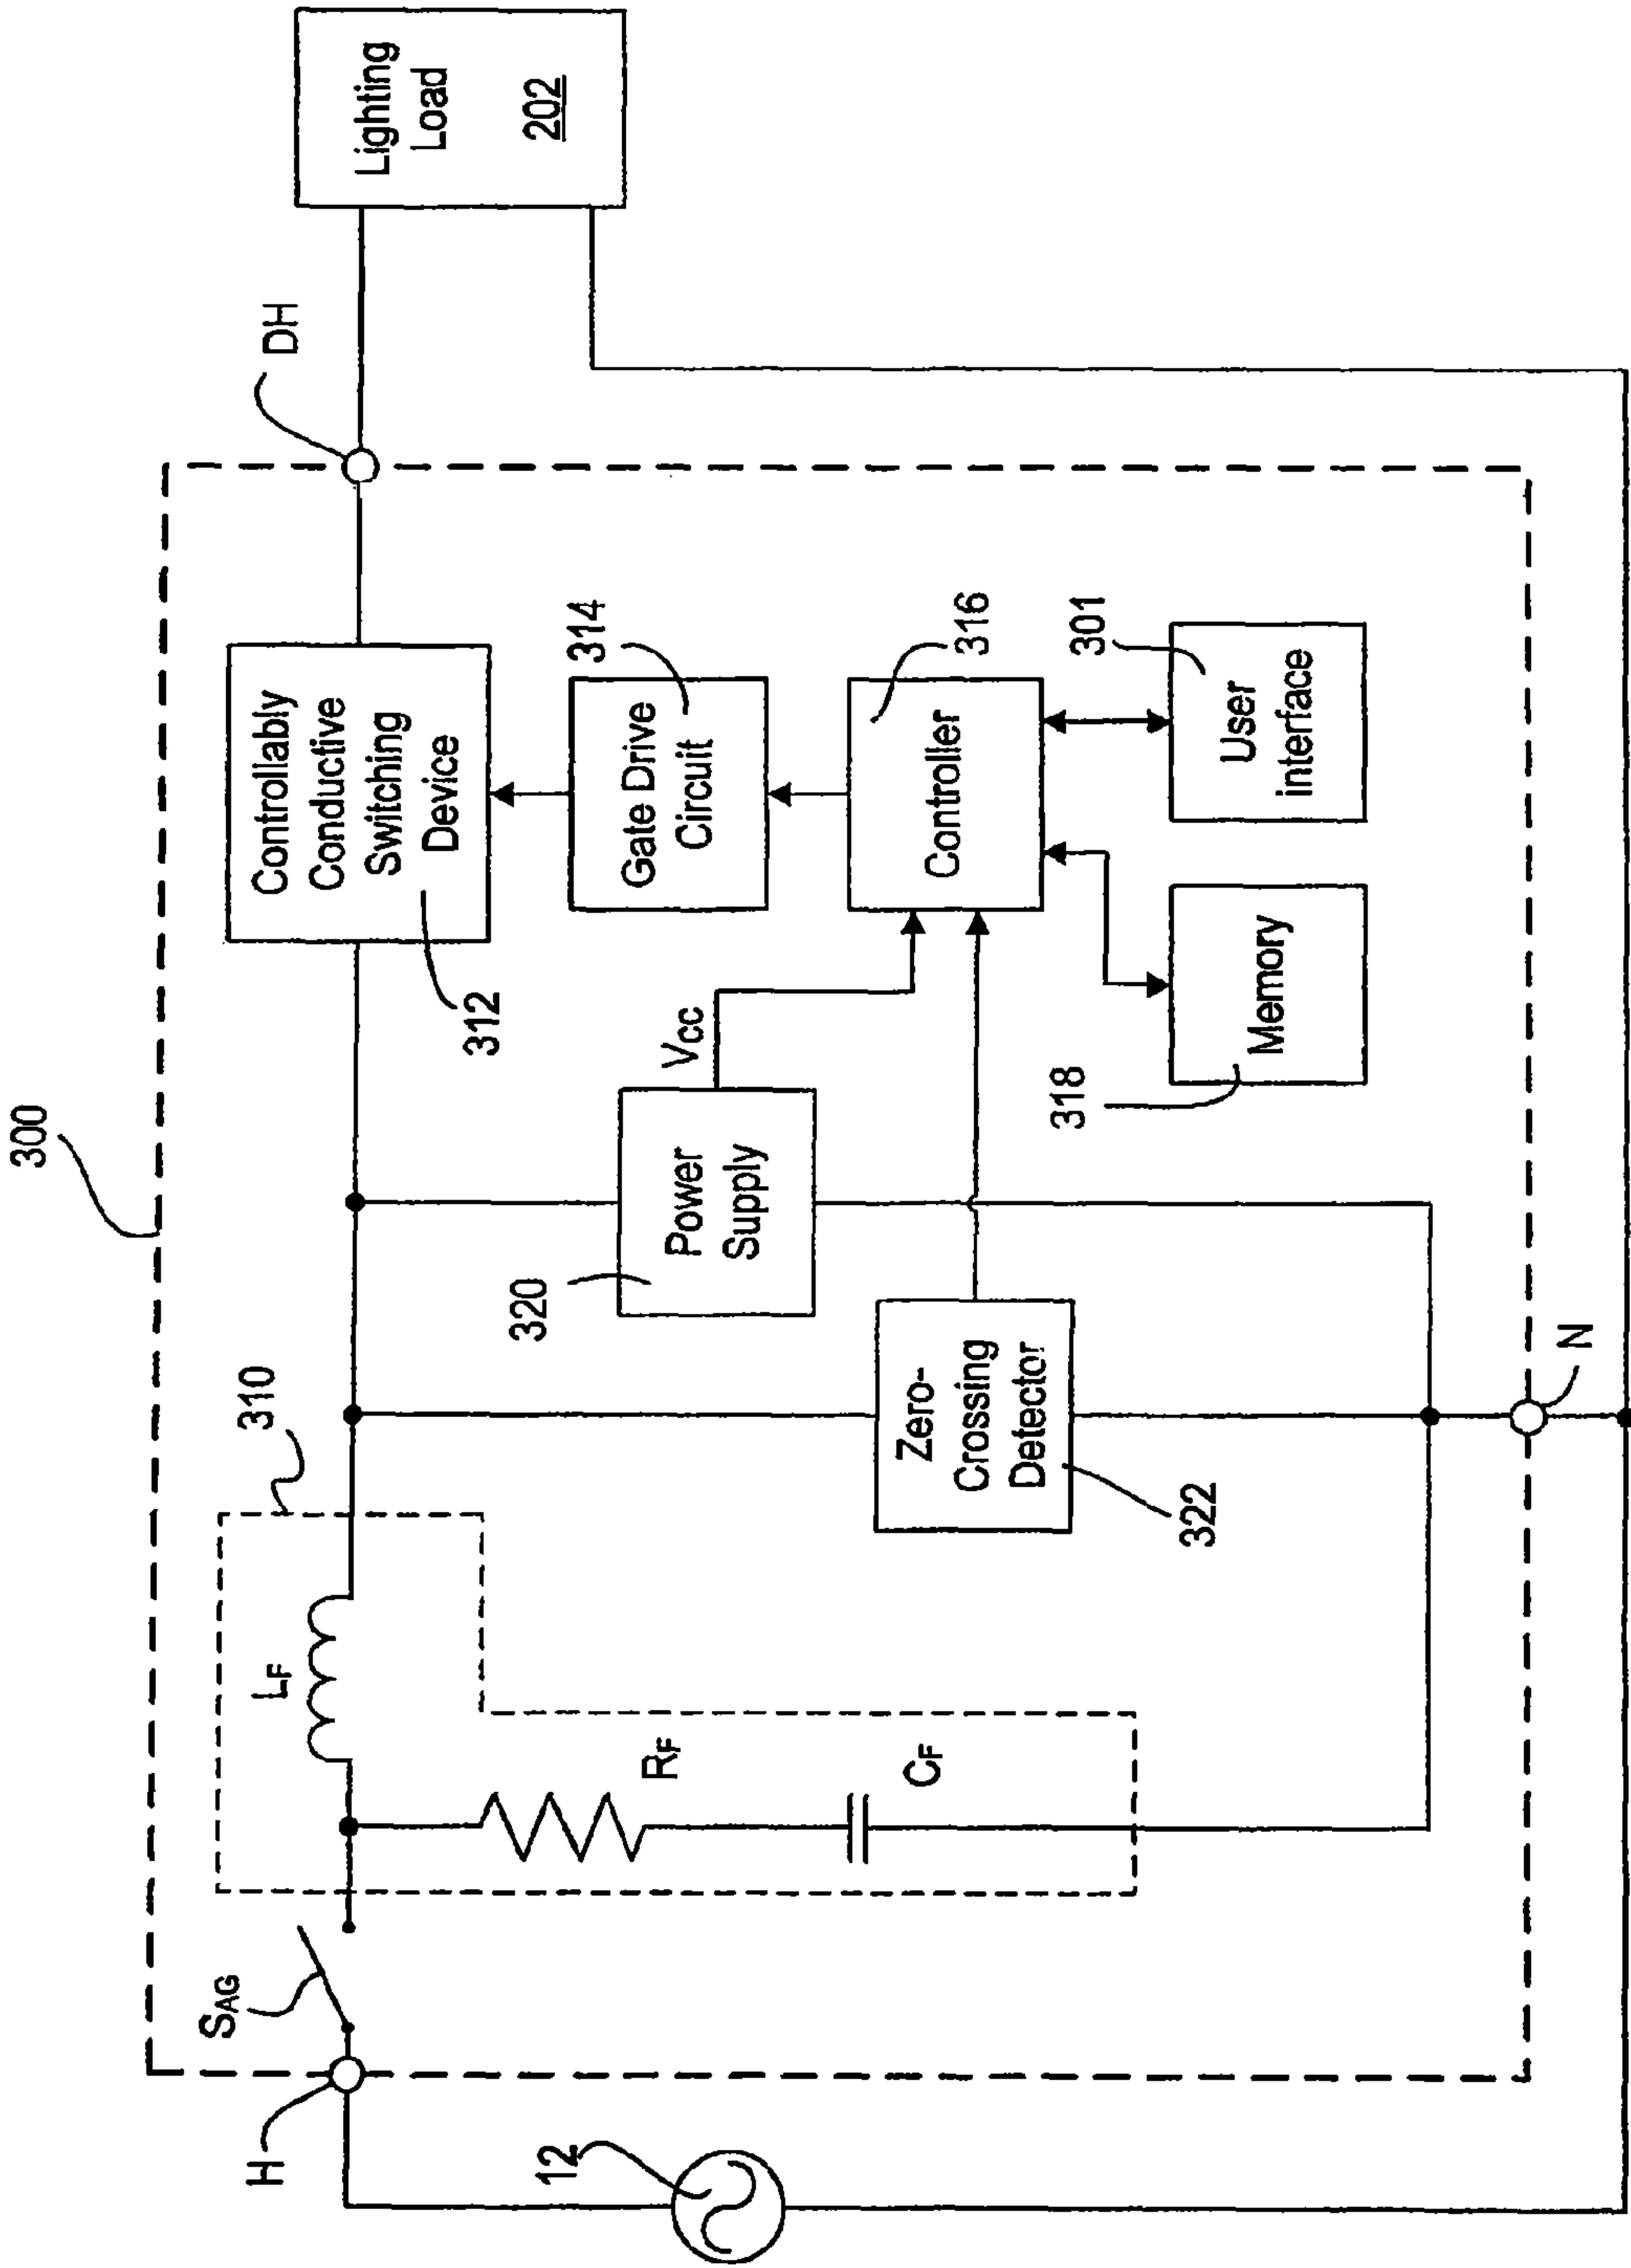 300
DH
Lighting
Load
202
310
LF
RF
CF
SAG
H
12
Controllably
Conductive
Switching
Device
312
Gate Drive
Circuit
314
Vcc
Power
Supply
320
Controller
316
Zero-
Crossing
Detector
322
Memory
318
User
interface
301
N